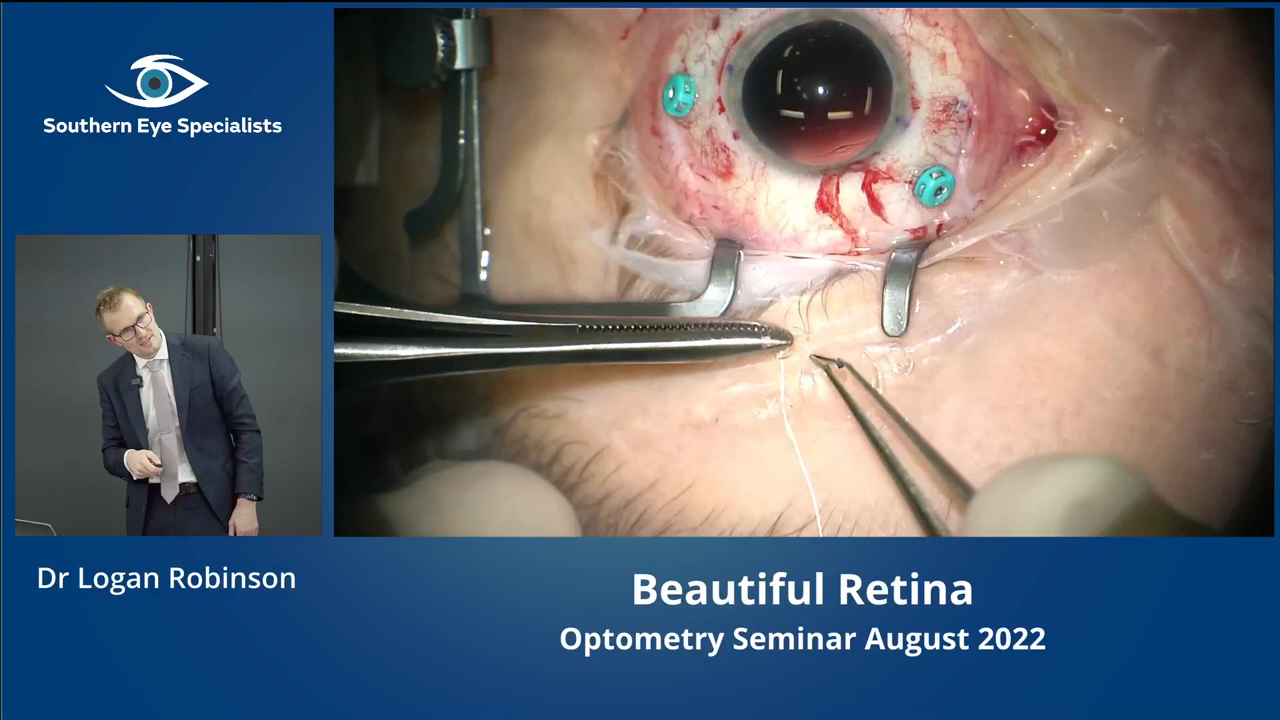 Southern Eye Specialists
Dr Logan Robinson
Beautiful Retina
Optometry Seminar August 2022